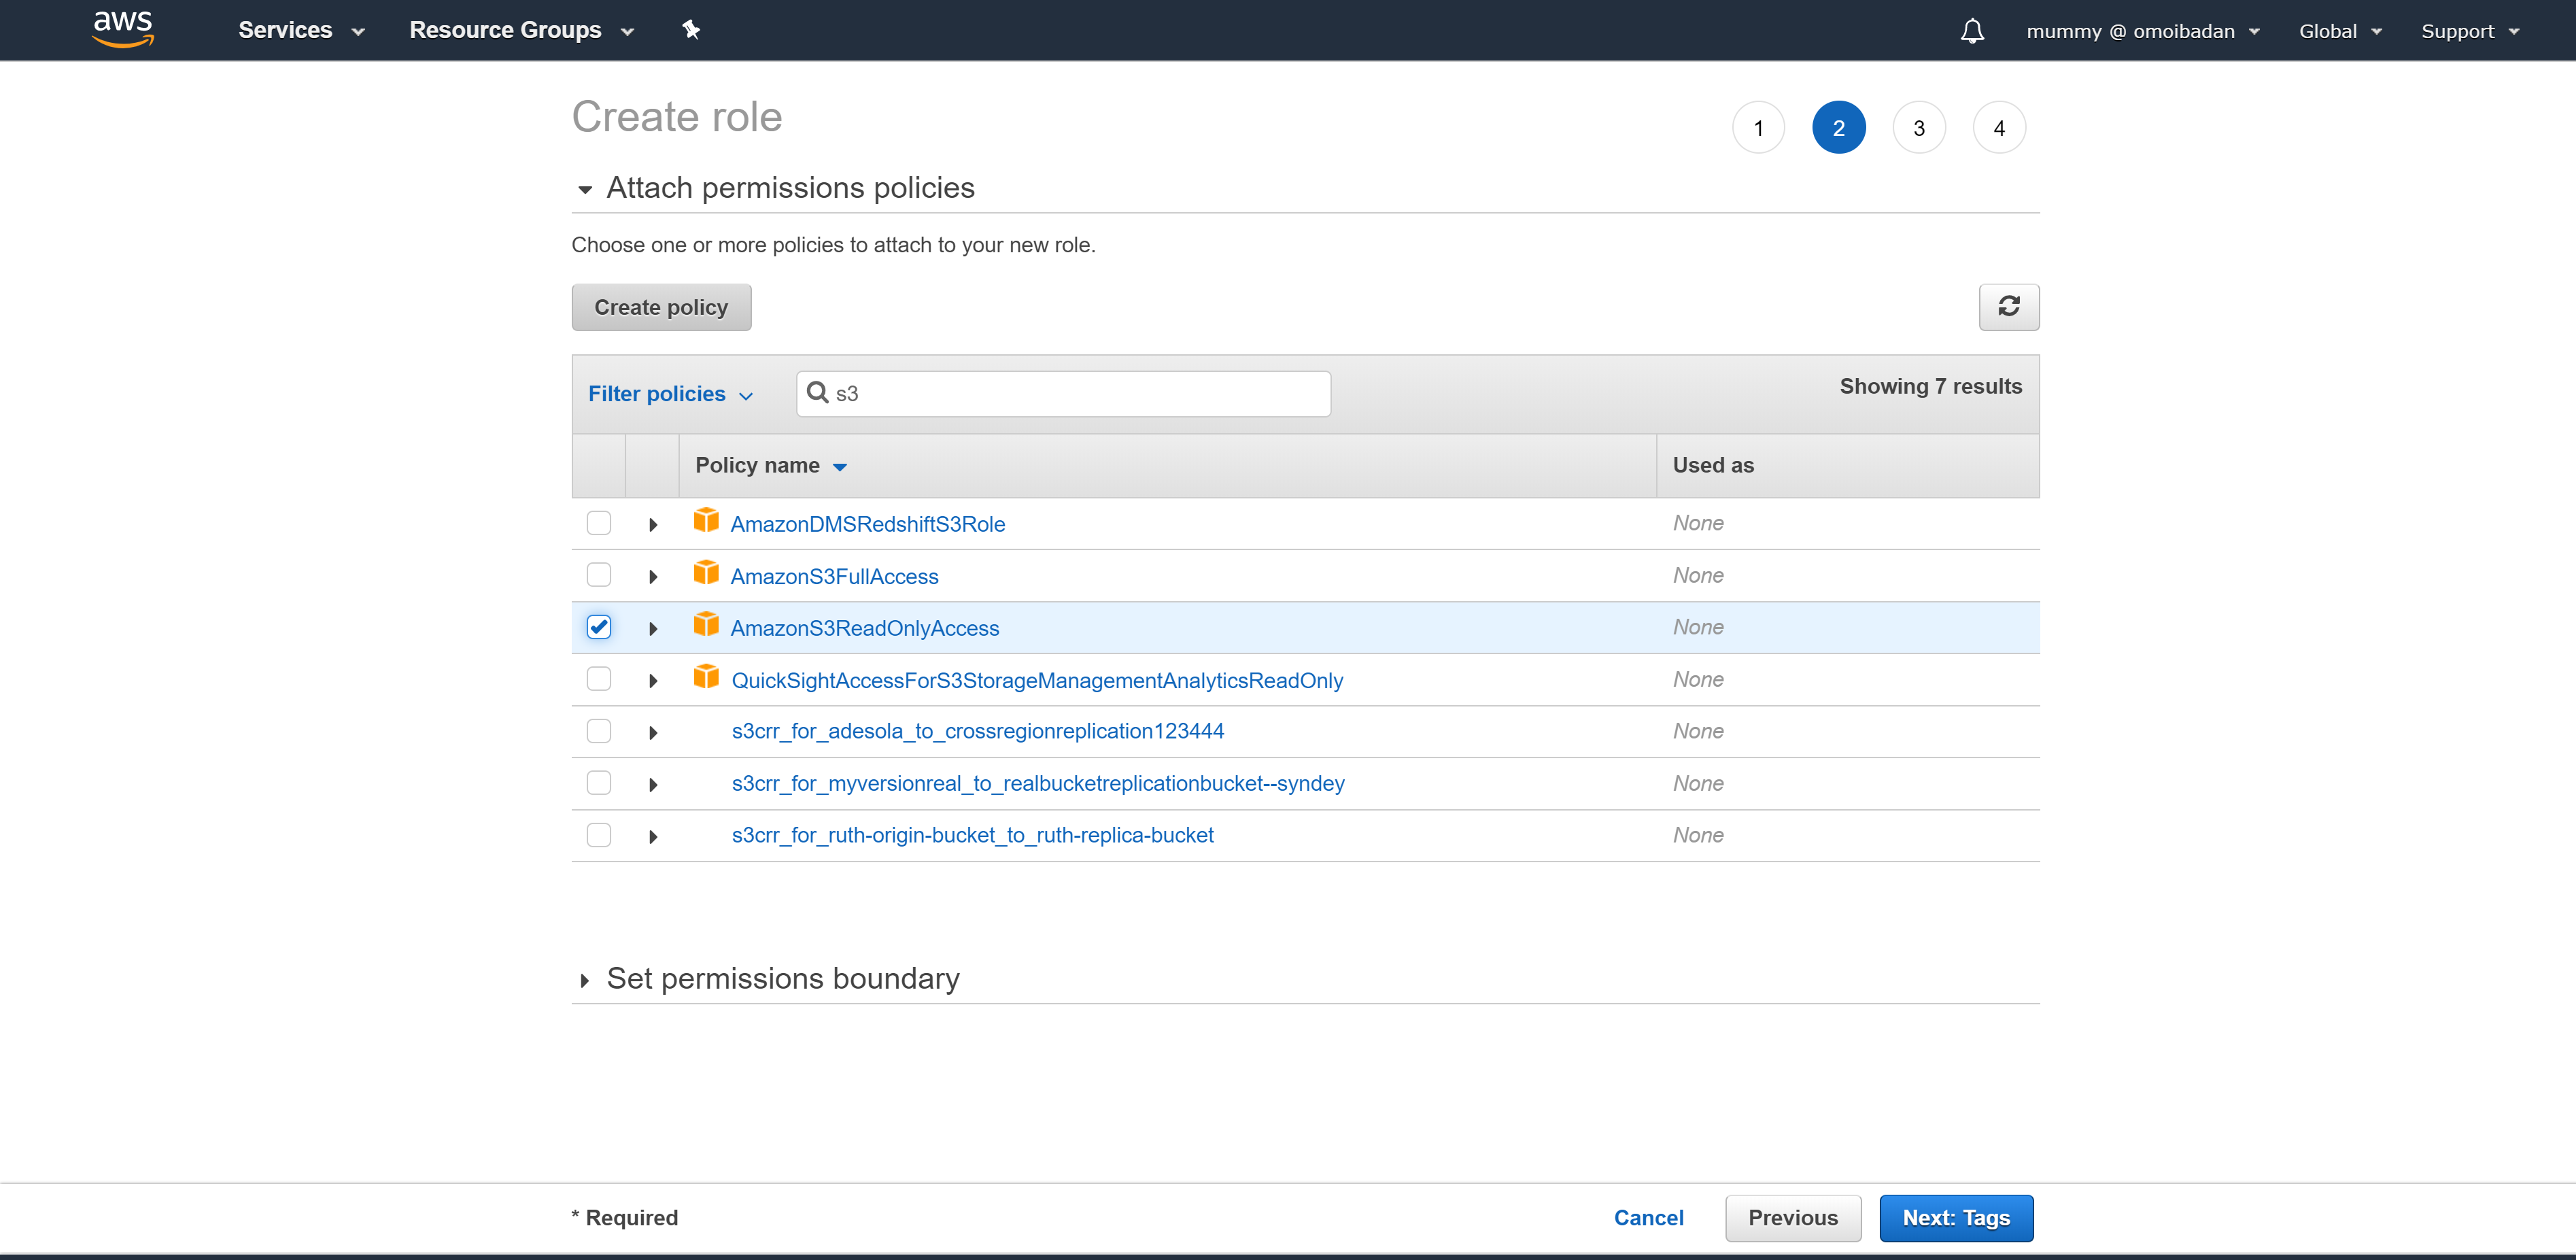 aws Services Resource Groups mummy @ omoibadan Global Support
Create role 1 2 3 4
Attach permissions policies
Choose one or more policies to attach to your new role.
Create policy
Filter policies s3 Showing 7 results
Policy name Used as
AmazonDMSRedshiftS3Role None
AmazonS3FullAccess None
AmazonS3ReadOnlyAccess None
QuickSightAccessForS3StorageManagementAnalyticsReadOnly None
s3crr_for_adesola_to_crossregionreplication123444 None
s3crr_for_myversionreal_to_realbucketreplicationbucket--syndey None
s3crr_for_ruth-origin-bucket_to_ruth-replica-bucket None
Set permissions boundary
* Required Cancel Previous Next: Tags